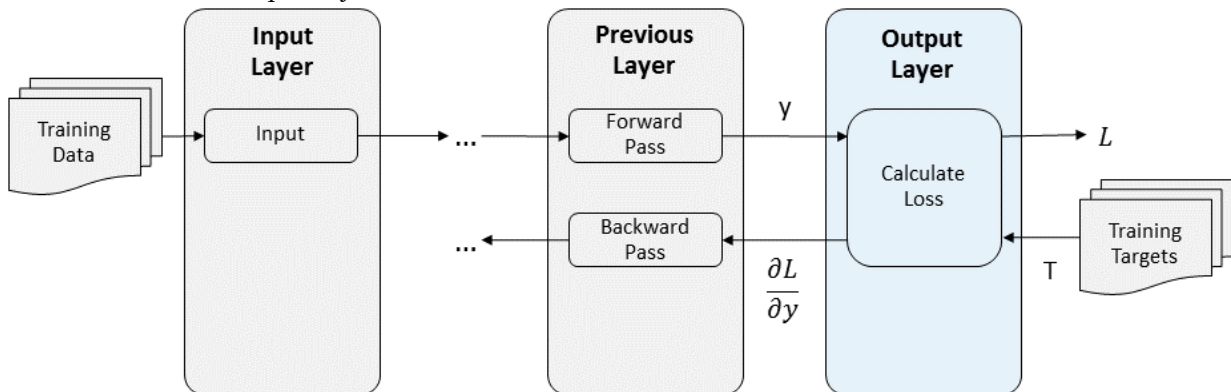 Input
Layer
Previous
Layer
Output
Layer
Training
Data
Input
...
Forward
Pass
y
Calculate
Loss
L
...
Backward
Pass
∂L
∂y
T
Training
Targets